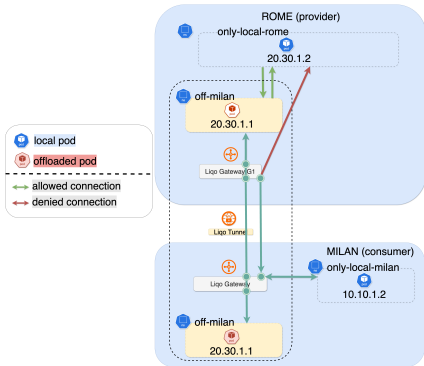 ROME (provider)
only-local-rome
20.30.1.2
off-milan
20.30.1.1
Liqo Gateway G1
local pod
offloaded pod
allowed connection
denied connection
Liqo Tunnel
MILAN (consumer)
only-local-milan
Liqo Gateway
10.10.1.2
off-milan
20.30.1.1